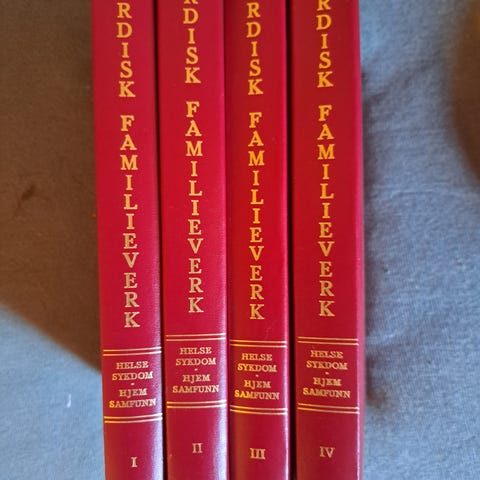 RDISK FAMILIEVERK
HELSE
SYKDOM
-
HJEM
SAMFUNN
I
RDISK FAMILIEVERK
HELSE
SYKDOM
-
HJEM
SAMFUNN
II
RDISK FAMILIEVERK
HELSE
SYKDOM
-
HJEM
SAMFUNN
III
RDISK FAMILIEVERK
HELSE
SYKDOM
-
HJEM
SAMFUNN
IV